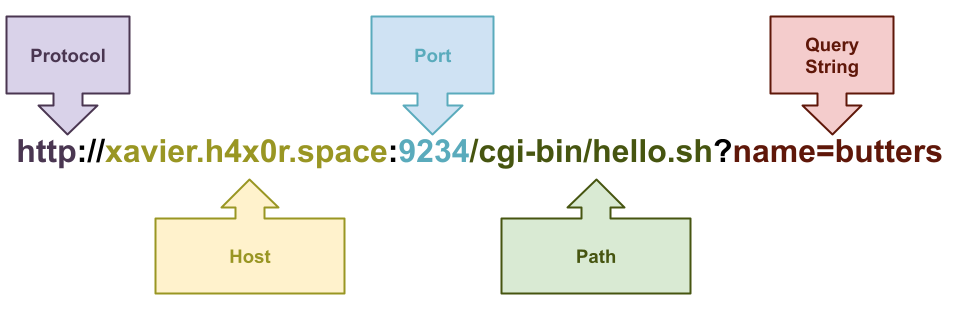 Protocol
Port
Query
String
http://xavier.h4x0r.space:9234/cgi-bin/hello.sh?name=butters
Host
Path